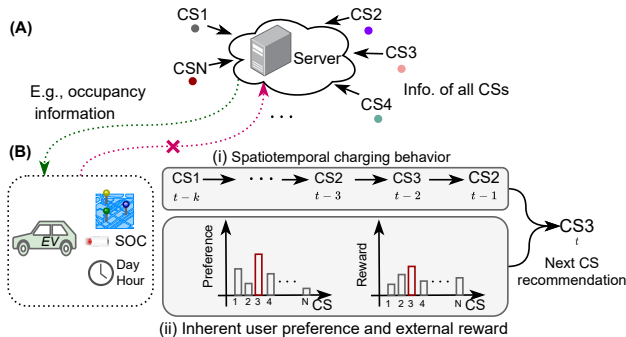 (A)
CS1
CS2
CSN
Server
CS3
CS4
Info. of all CSs
E.g., occupancy
information
. . .
(B)
(i) Spatiotemporal charging behavior
CS1 · · · CS2 CS3 CS2
t − k t − 3 t − 2 t − 1
EV
SOC
Day
Hour
Preference
1 2 3 4 · · · N
CS
Reward
1 2 3 4 · · · N
CS
CS3
t
Next CS
recommendation
(ii) Inherent user preference and external reward